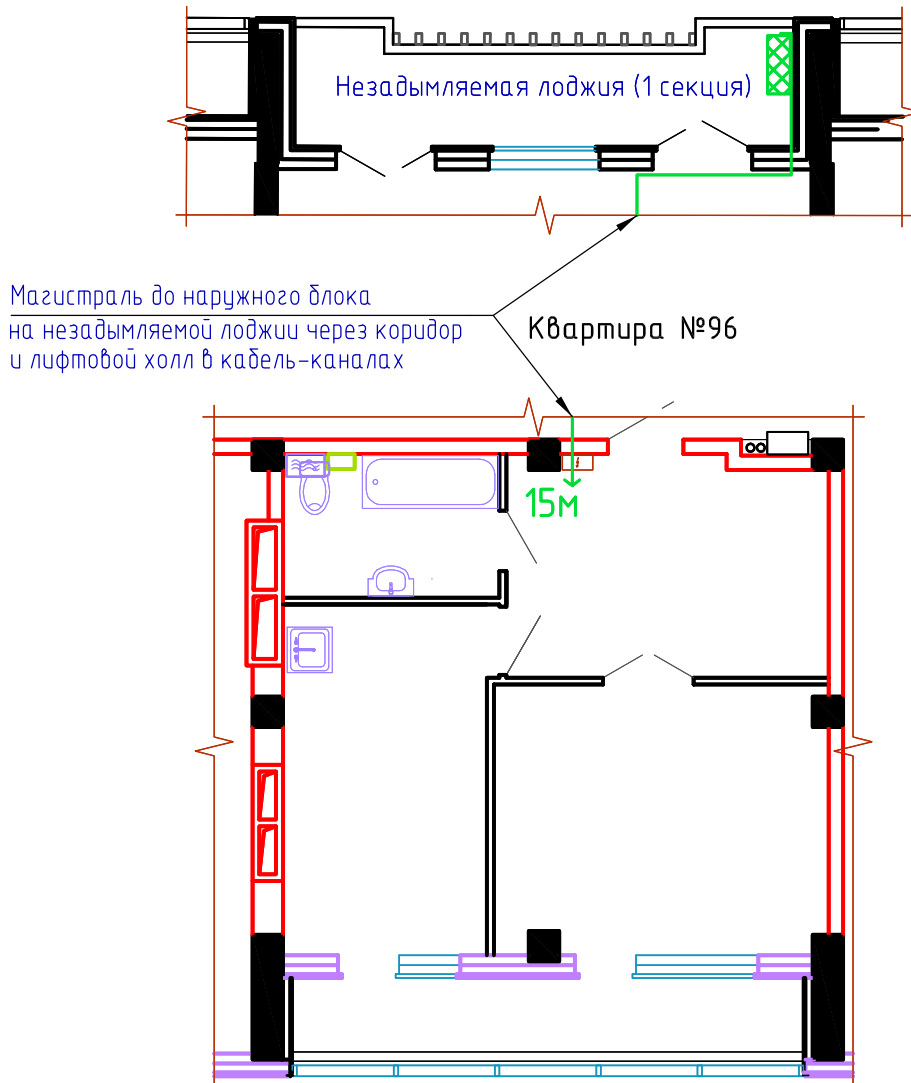 Незадымляемая лоджия (1 секция)
Магистраль до наружного блока
на незадымляемой лоджии через коридор
и лифтовой холл в кабель-каналах
Квартира №96
15м